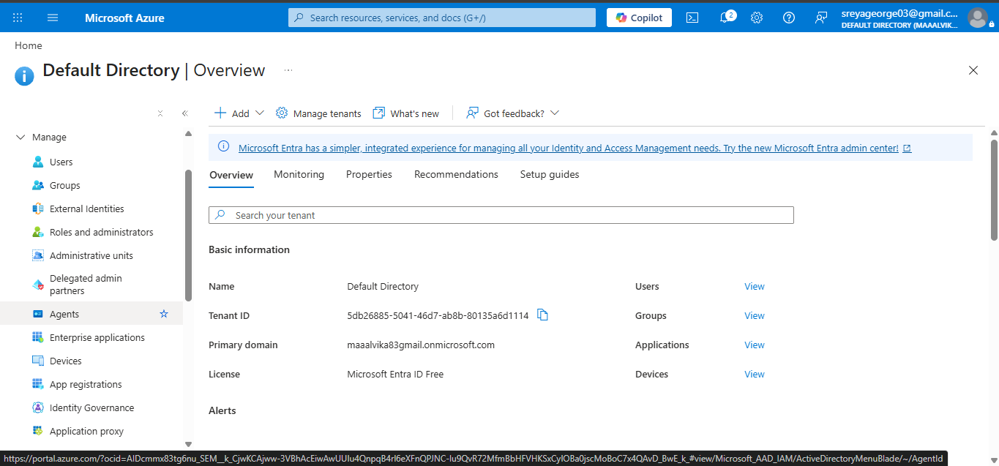 Microsoft Azure
Search resources, services, and docs (G+/)
Copilot
2
sreyageorge03@gmail.c...
DEFAULT DIRECTORY (MAAALVIK...
Home
Default Directory | Overview
...
Add
Manage tenants
What's new
Got feedback?
Manage
Users
Groups
External Identities
Roles and administrators
Administrative units
Delegated admin
partners
Agents
Enterprise applications
Devices
App registrations
Identity Governance
Application proxy
Microsoft Entra has a simpler, integrated experience for managing all your Identity and Access Management needs. Try the new Microsoft Entra admin center!
Overview Monitoring Properties Recommendations Setup guides
Search your tenant
Basic information
Name Default Directory Users View
Tenant ID 5db26885-5041-46d7-ab8b-80135a6d1114 Groups View
Primary domain maaalvika83gmail.onmicrosoft.com Applications View
License Microsoft Entra ID Free Devices View
Alerts
https://portal.azure.com/?ocid=AIDcmmx83tg6nu_SEM__k_CjwKCAjww-3VBhAcEiwAwUUIu4QnpqB4rI6eXFnQPJNC-Iu9QvR72MfmBbHFVHKSxCyIOBa0jscMoBoC7x4QAvD_BwE_k_#view/Microsoft_AAD_IAM/ActiveDirectoryMenuBlade/~/AgentId